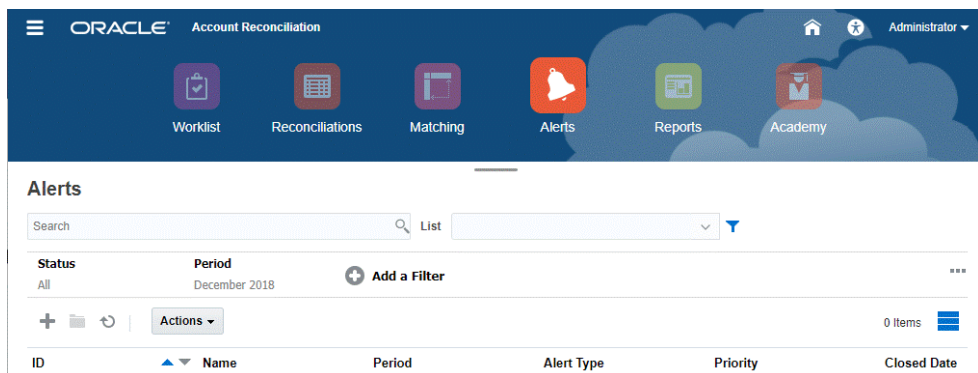 ORACLE Account Reconciliation Administrator
Worklist Reconciliations Matching Alerts Reports Academy
Alerts
Search List
Status Period
Add a Filter
All December 2018
Actions 0 Items
ID Name Period Alert Type Priority Closed Date